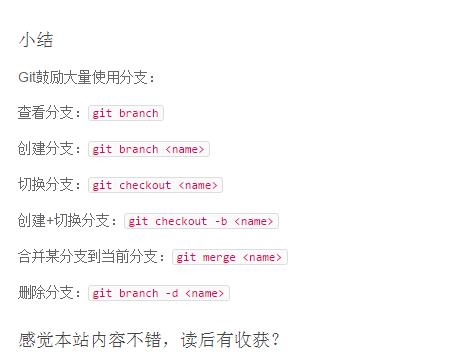 小结
Git鼓励大量使用分支：
查看分支：git branch
创建分支：git branch <name>
切换分支：git checkout <name>
创建+切换分支：git checkout -b <name>
合并某分支到当前分支：git merge <name>
删除分支：git branch -d <name>
感觉本站内容不错，读后有收获？